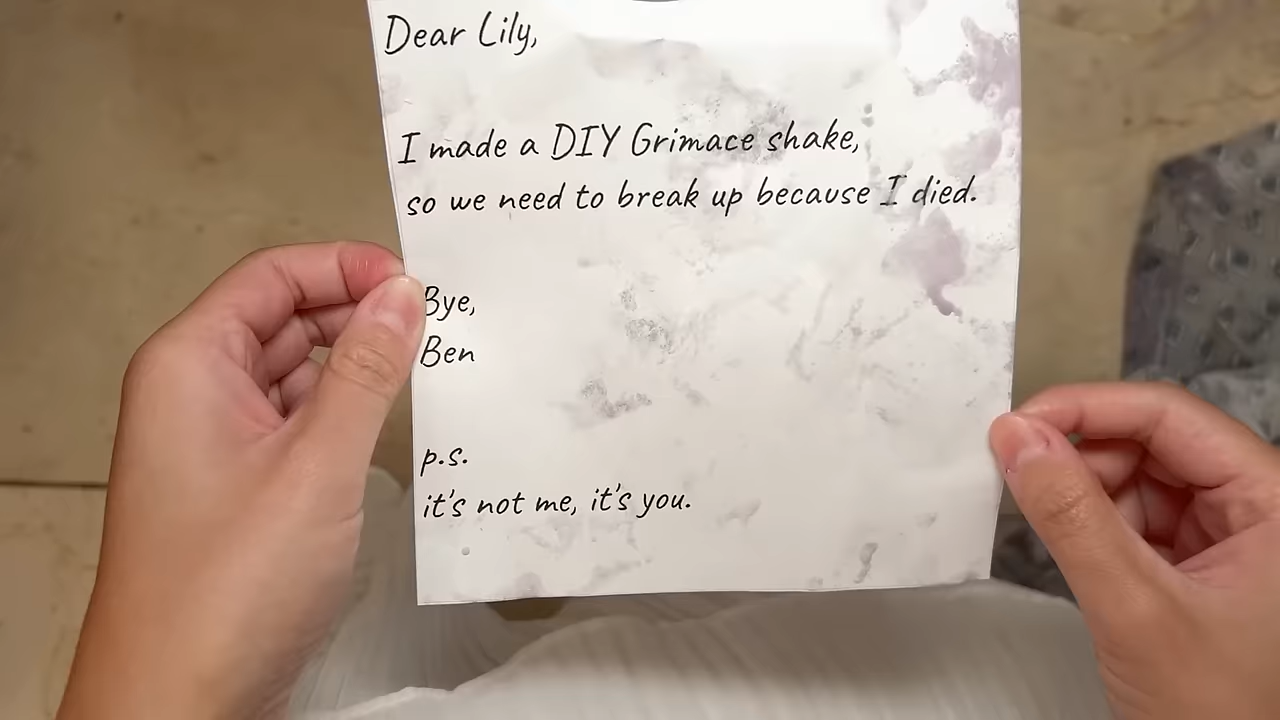 Dear Lily,
I made a DIY Grimace shake,
so we need to break up because I died.
Bye,
Ben
p.s.
it's not me, it's you.